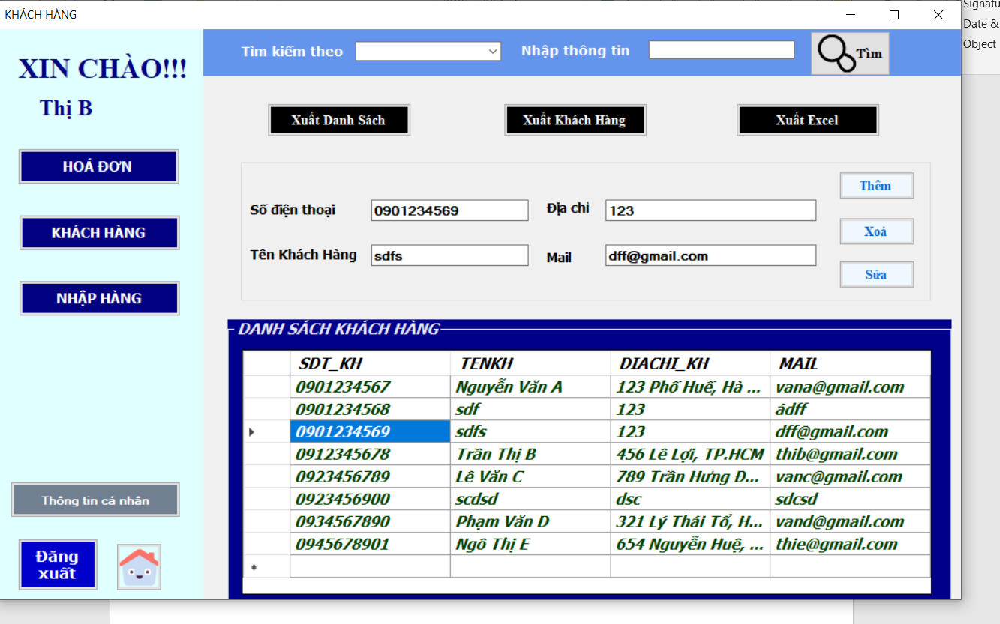 KHÁCH HÀNG
Signatu
Date &
Object
XIN CHÀO!!!
Thị B
HOÁ ĐƠN
KHÁCH HÀNG
NHẬP HÀNG
Thông tin cá nhân
Đăng
xuất
Tìm kiếm theo
Nhập thông tin
Tìm
Xuất Danh Sách
Xuất Khách Hàng
Xuất Excel
Số điện thoại 0901234569 Địa chỉ 123
Tên Khách Hàng sdfs Mail dff@gmail.com
Thêm
Xoá
Sửa
DANH SÁCH KHÁCH HÀNG
SDT_KH TENKH DIACHI_KH MAIL
0901234567 Nguyễn Văn A 123 Phố Huế, Hà ... vana@gmail.com
0901234568 sdf 123 ádff
0901234569 sdfs 123 dff@gmail.com
0912345678 Trần Thị B 456 Lê Lợi, TP.HCM thib@gmail.com
0923456789 Lê Văn C 789 Trần Hưng Đ... vanc@gmail.com
0923456900 scdsd dsc sdcsd
0934567890 Phạm Văn D 321 Lý Thái Tổ, H... vand@gmail.com
0945678901 Ngô Thị E 654 Nguyễn Huệ, ... thie@gmail.com